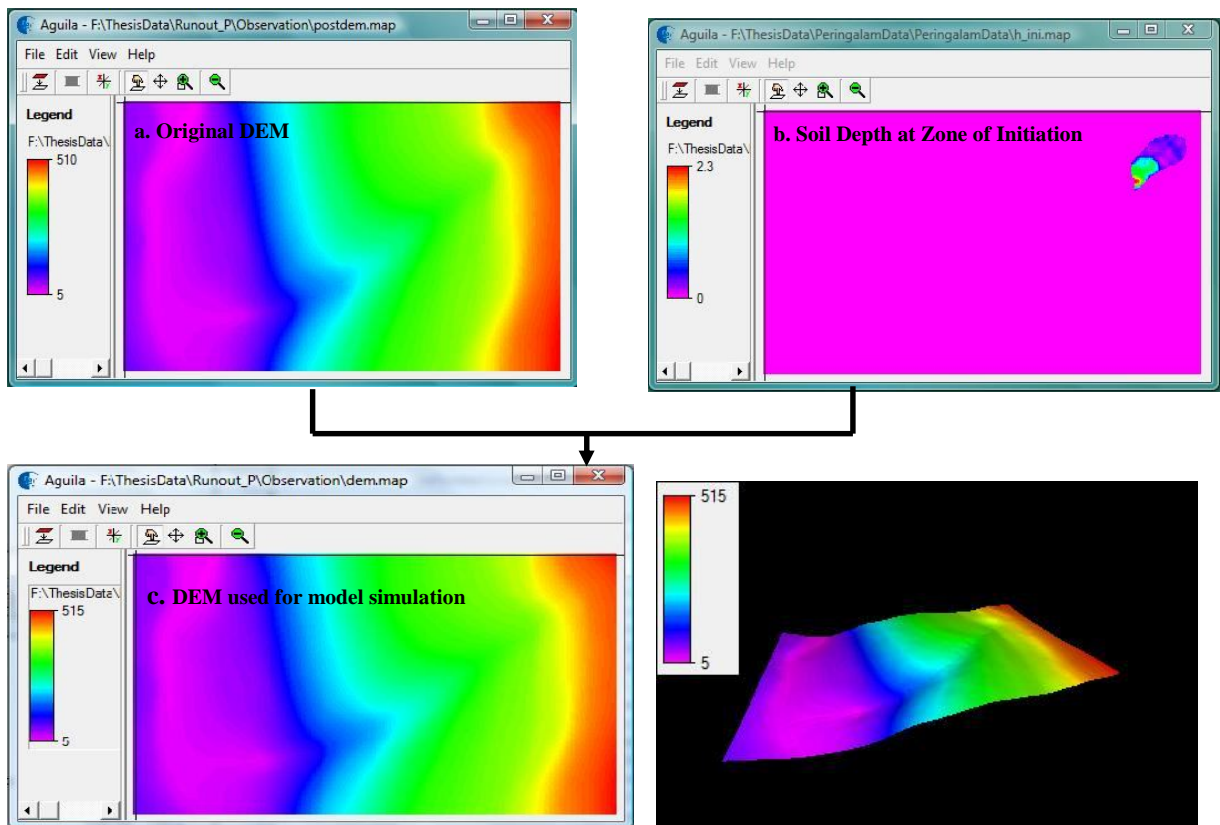 Aguila - F:\ThesisData\Runout_P\Observation\postdem.map
File Edit View Help
Legend
F:\ThesisData\
510
5
a. Original DEM
Aguila - F:\ThesisData\PeringalamData\PeringalamData\h_ini.map
File Edit View Help
Legend
F:\ThesisData\
2.3
0
b. Soil Depth at Zone of Initiation
Aguila - F:\ThesisData\Runout_P\Observation\dem.map
File Edit View Help
Legend
F:\ThesisData\
515
5
c. DEM used for model simulation
515
5